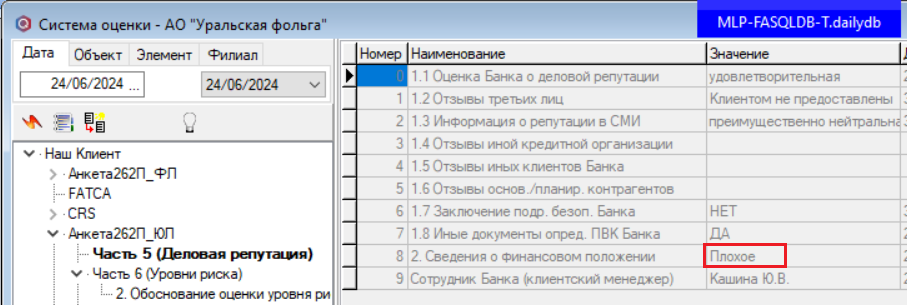 Система оценки - АО "Уральская фольга"
MLP-FASQLDB-T.dailydb
Дата Объект Элемент Филиал
24/06/2024 ... 24/06/2024
Наш Клиент
Анкета262П_ФЛ
FATCA
CRS
Анкета262П_ЮЛ
Часть 5 (Деловая репутация)
Часть 6 (Уровни риска)
2. Обоснование оценки уровня ри
Номер Наименование Значение
0 1.1 Оценка Банка о деловой репутации удовлетворительная
1 1.2 Отзывы третьих лиц Клиентом не предоставлены
2 1.3 Информация о репутации в СМИ преимущественно нейтральна
3 1.4 Отзывы иной кредитной организации
4 1.5 Отзывы иных клиентов Банка
5 1.6 Отзывы основ./планир. контрагентов
6 1.7 Заключение подр. безоп. Банка НЕТ
7 1.8 Иные документы опред. ПВК Банка ДА
8 2. Сведения о финансовом положении Плохое
9 Сотрудник Банка (клиентский менеджер) Кашина Ю.В.